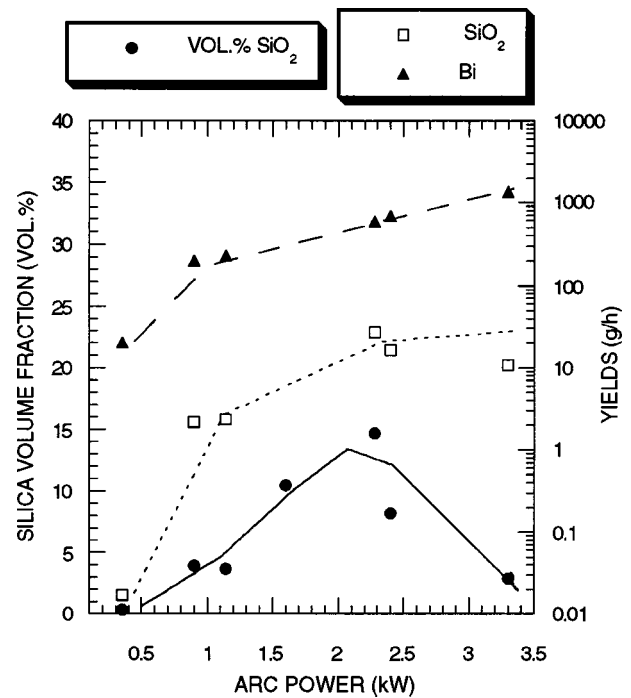 VOL.% SiO2
SiO2
Bi
SILICA VOLUME FRACTION (VOL.%)
40
35
30
25
20
15
10
5
0
10000
1000
100
10
1
0.1
0.01
YIELDS (g/h)
0.5 1 1.5 2 2.5 3 3.5
ARC POWER (kW)